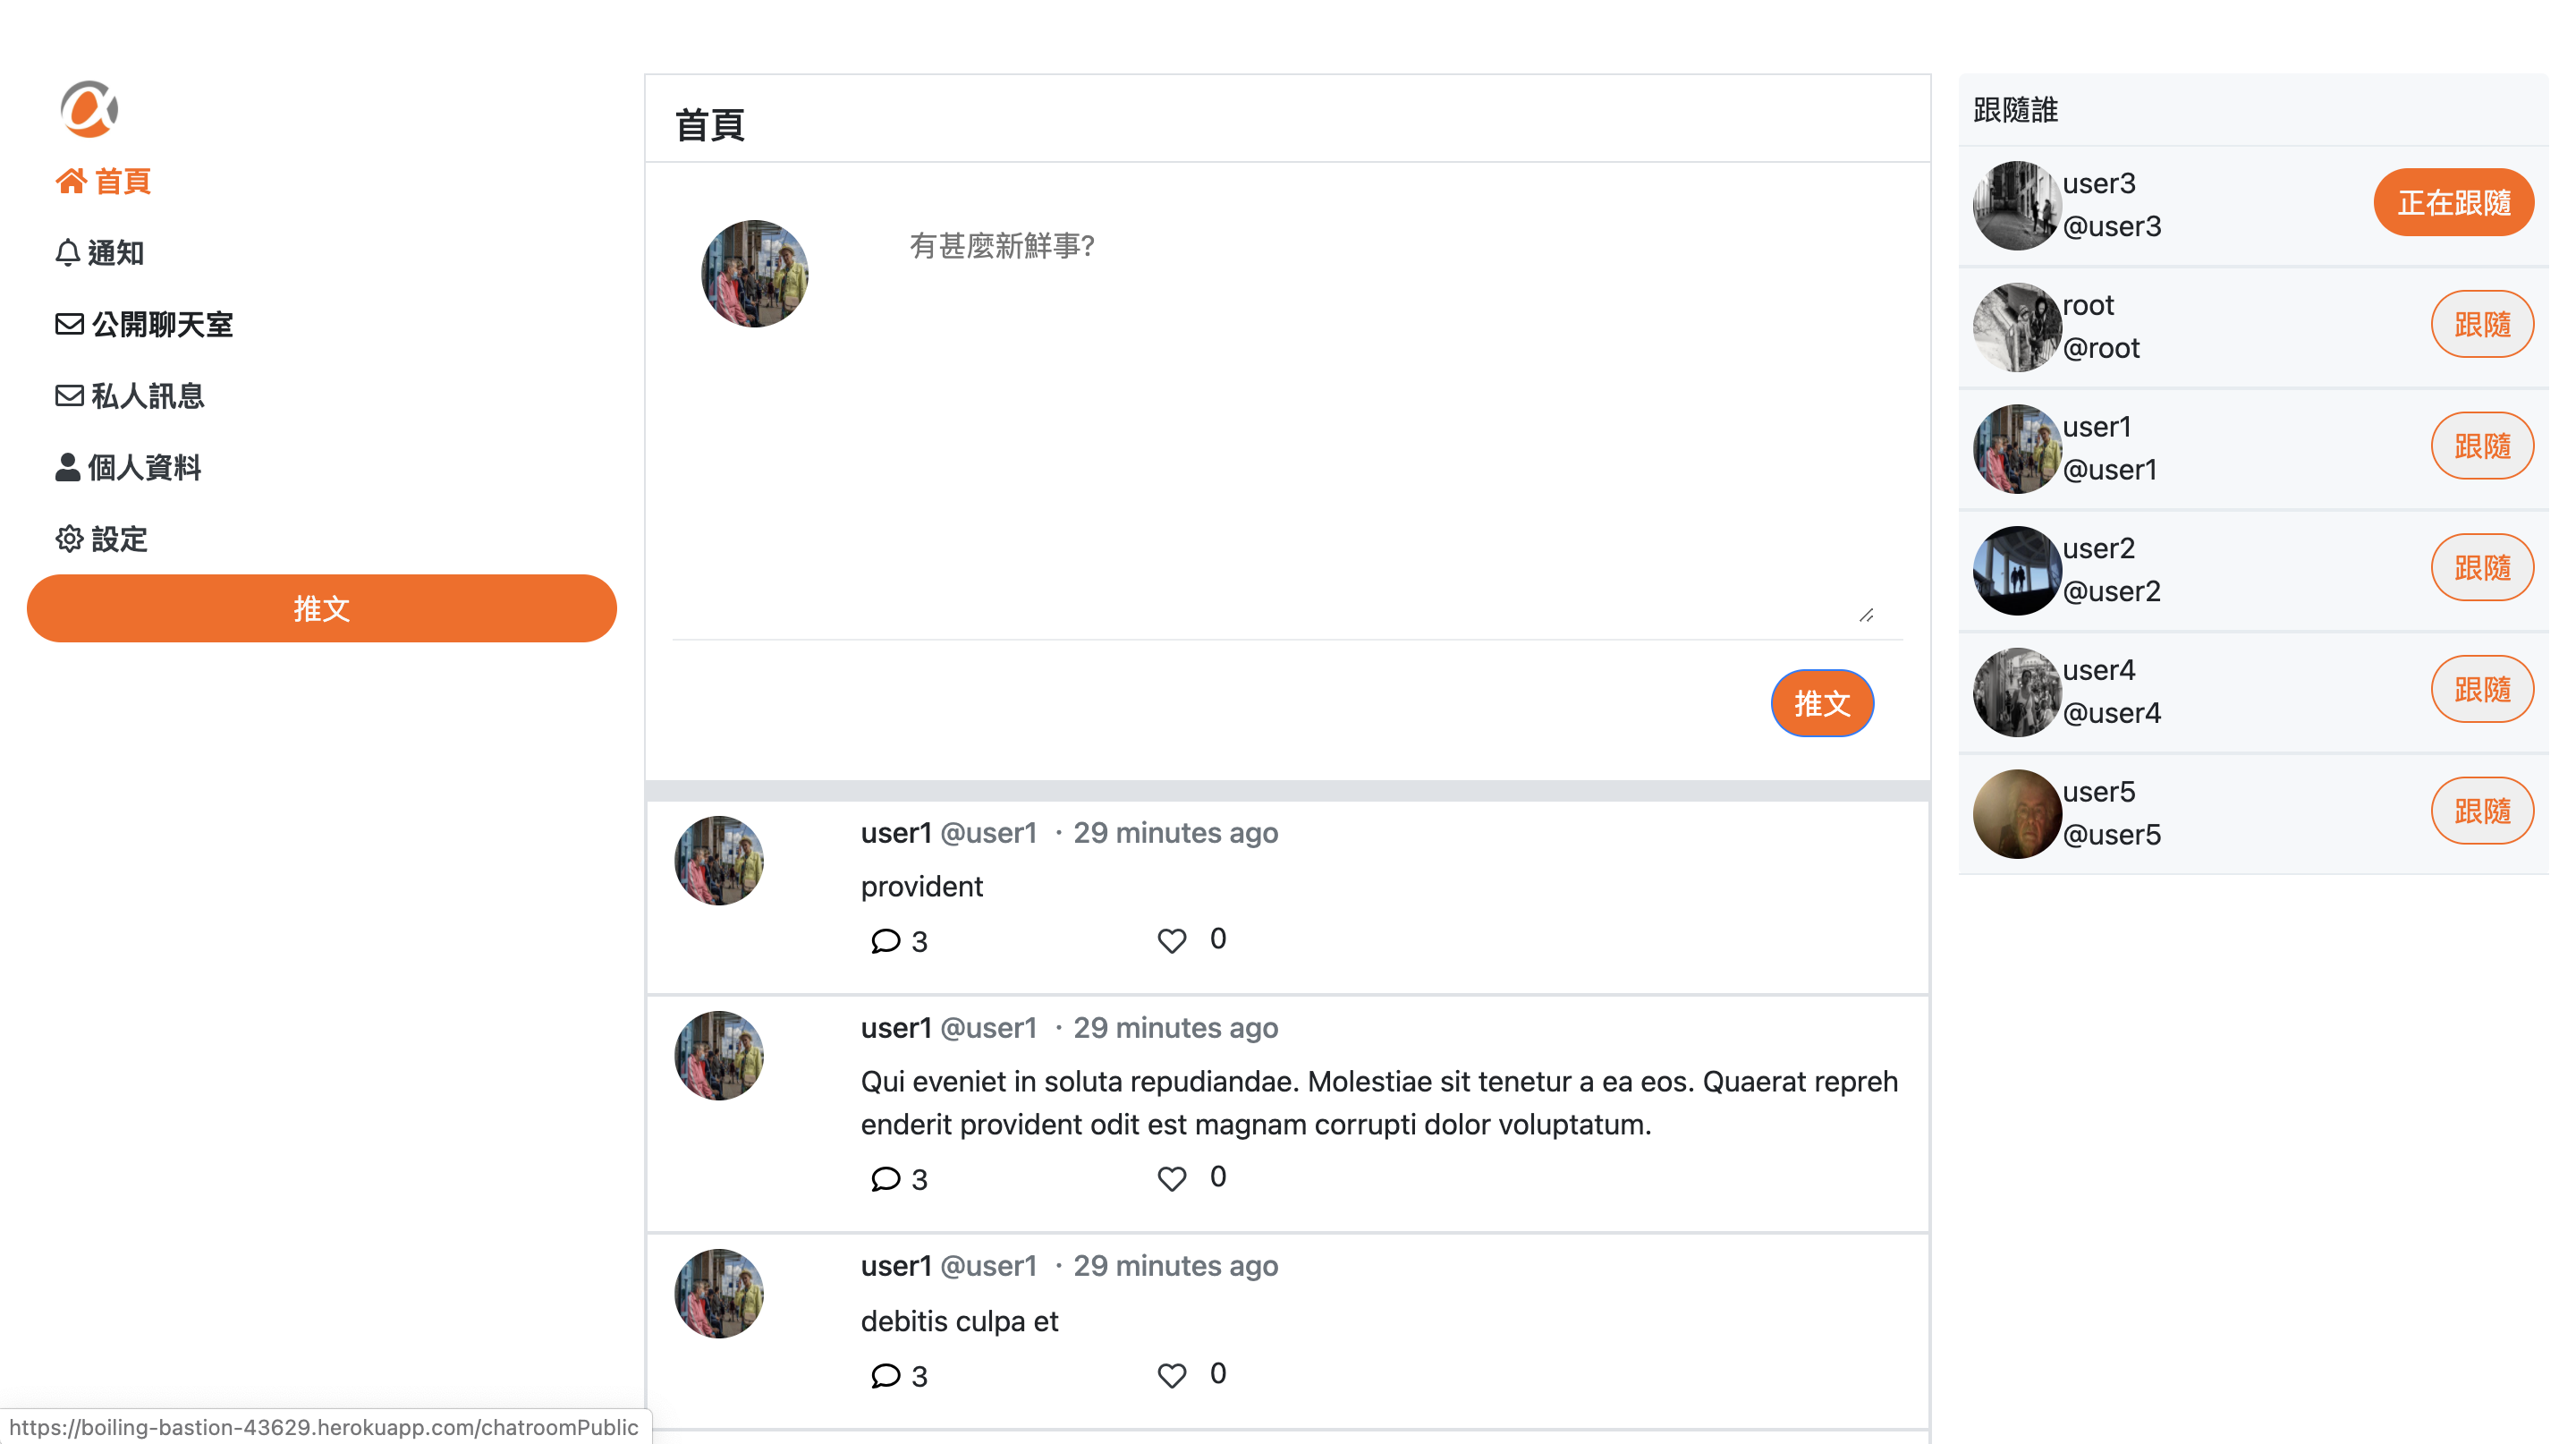 首頁
通知
公開聊天室
私人訊息
個人資料
設定
推文
首頁
有甚麼新鮮事?
推文
user1 @user1 · 29 minutes ago
provident
3 0
user1 @user1 · 29 minutes ago
Qui eveniet in soluta repudiandae. Molestiae sit tenetur a ea eos. Quaerat repreh
enderit provident odit est magnam corrupti dolor voluptatum.
3 0
user1 @user1 · 29 minutes ago
debitis culpa et
3 0
跟隨誰
user3
@user3
正在跟隨
root
@root
跟隨
user1
@user1
跟隨
user2
@user2
跟隨
user4
@user4
跟隨
user5
@user5
跟隨
https://boiling-bastion-43629.herokuapp.com/chatroomPublic